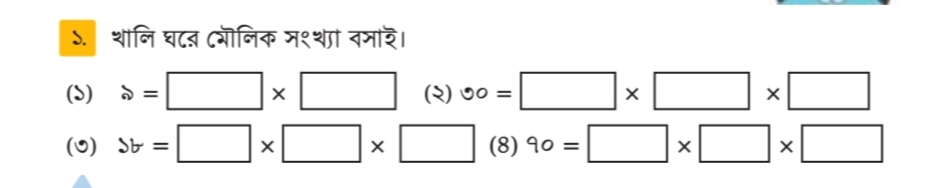 ১. খালি ঘরে মৌলিক সংখ্যা বসাই।
(১) ৯ = × (২) ৩০ = × ×
(৩) ১৮ = × × (৪) ৭০ = × ×